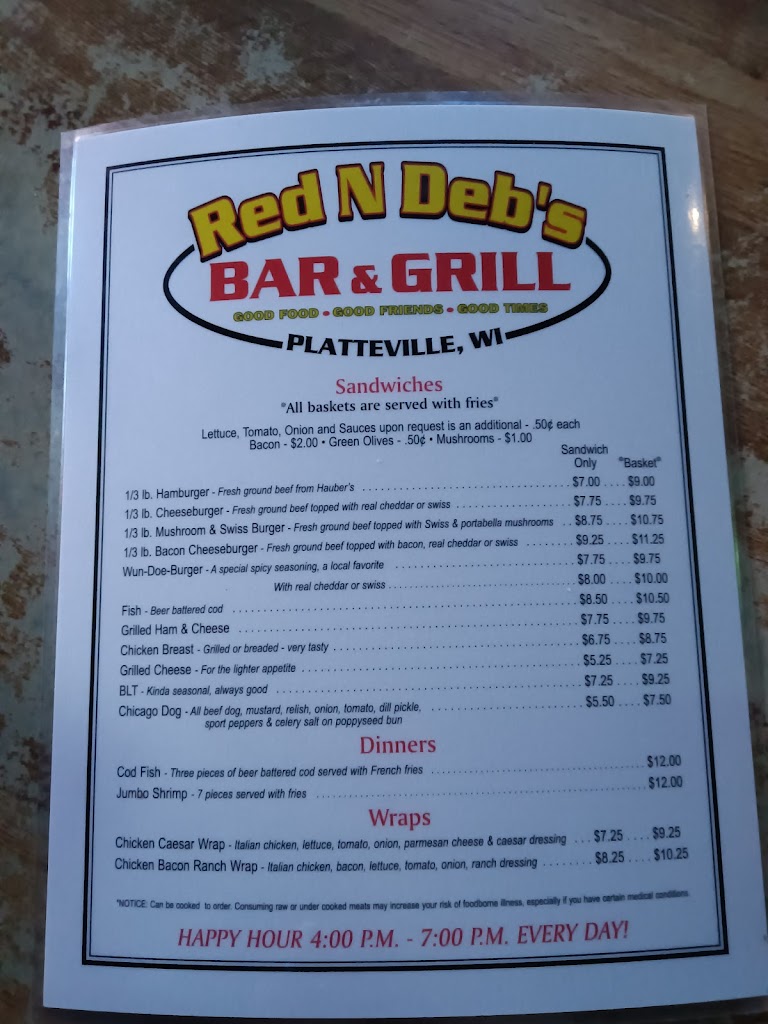 Red N Deb's
BAR & GRILL
GOOD FOOD • GOOD FRIENDS • GOOD TIMES
PLATTEVILLE, WI
Sandwiches
*All baskets are served with fries*
Lettuce, Tomato, Onion and Sauces upon request is an additional - .50¢ each
Bacon - $2.00 • Green Olives - .50¢ • Mushrooms - $1.00
Sandwich
Only *Basket*
1/3 lb. Hamburger - Fresh ground beef from Hauber's $7.00 .... $9.00
1/3 lb. Cheeseburger - Fresh ground beef topped with real cheddar or swiss $7.75 .... $9.75
1/3 lb. Mushroom & Swiss Burger - Fresh ground beef topped with Swiss & portabella mushrooms .. $8.75 .... $10.75
1/3 lb. Bacon Cheeseburger - Fresh ground beef topped with bacon, real cheddar or swiss ........ $9.25 .... $11.25
Wun-Doe-Burger - A special spicy seasoning, a local favorite $7.75 .... $9.75
With real cheddar or swiss $8.00 .... $10.00
Fish - Beer battered cod $8.50 .... $10.50
Grilled Ham & Cheese $7.75 .... $9.75
Chicken Breast - Grilled or breaded - very tasty $6.75 .... $8.75
Grilled Cheese - For the lighter appetite $5.25 .... $7.25
BLT - Kinda seasonal, always good $7.25 .... $9.25
Chicago Dog - All beef dog, mustard, relish, onion, tomato, dill pickle, $5.50 .... $7.50
sport peppers & celery salt on poppyseed bun
Dinners
Cod Fish - Three pieces of beer battered cod served with French fries $12.00
Jumbo Shrimp - 7 pieces served with fries $12.00
Wraps
Chicken Caesar Wrap - Italian chicken, lettuce, tomato, onion, parmesan cheese & caesar dressing ... $7.25 .... $9.25
Chicken Bacon Ranch Wrap - Italian chicken, bacon, lettuce, tomato, onion, ranch dressing ......... $8.25 .... $10.25
*NOTICE: Can be cooked to order. Consuming raw or under cooked meats may increase your risk of foodborne illness, especially if you have certain medical conditions.
HAPPY HOUR 4:00 P.M. - 7:00 P.M. EVERY DAY!